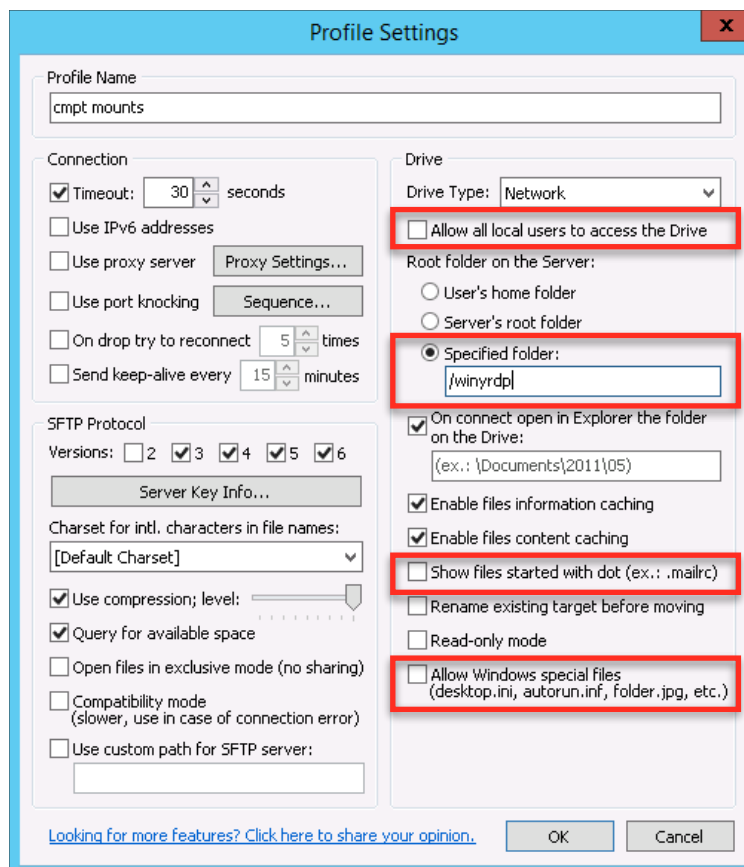 Profile Settings
x
Profile Name
cmpt mounts
Connection
Timeout: 30 seconds
Use IPv6 addresses
Use proxy server Proxy Settings...
Use port knocking Sequence...
On drop try to reconnect 5 times
Send keep-alive every 15 minutes
SFTP Protocol
Versions: 2 3 4 5 6
Server Key Info...
Charset for intl. characters in file names:
[Default Charset]
Use compression; level:
Query for available space
Open files in exclusive mode (no sharing)
Compatibility mode
(slower, use in case of connection error)
Use custom path for SFTP server:
Drive
Drive Type: Network
Allow all local users to access the Drive
Root folder on the Server:
User's home folder
Server's root folder
Specified folder:
/winyrdp
On connect open in Explorer the folder
on the Drive:
(ex.: \Documents\2011\05)
Enable files information caching
Enable files content caching
Show files started with dot (ex.: .mailrc)
Rename existing target before moving
Read-only mode
Allow Windows special files
(desktop.ini, autorun.inf, folder.jpg, etc.)
Looking for more features? Click here to share your opinion.
OK
Cancel